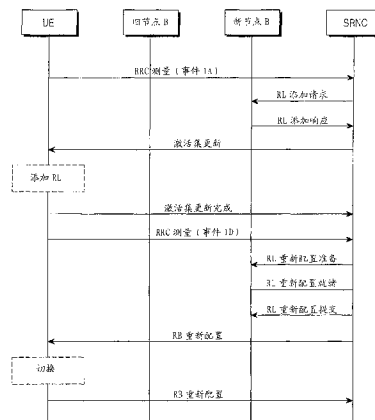 UE
旧节点 B
新节点 B
SRNC
RRC 测量 (事件 1A)
RL 添加请求
RL 添加响应
激活集更新
添加 RL
激活集更新完成
RRC 测量 (事件 1D)
RL 重新配置准备
RL 重新配置就绪
RL 重新配置提交
RB 重新配置
切换
RB 重新配置